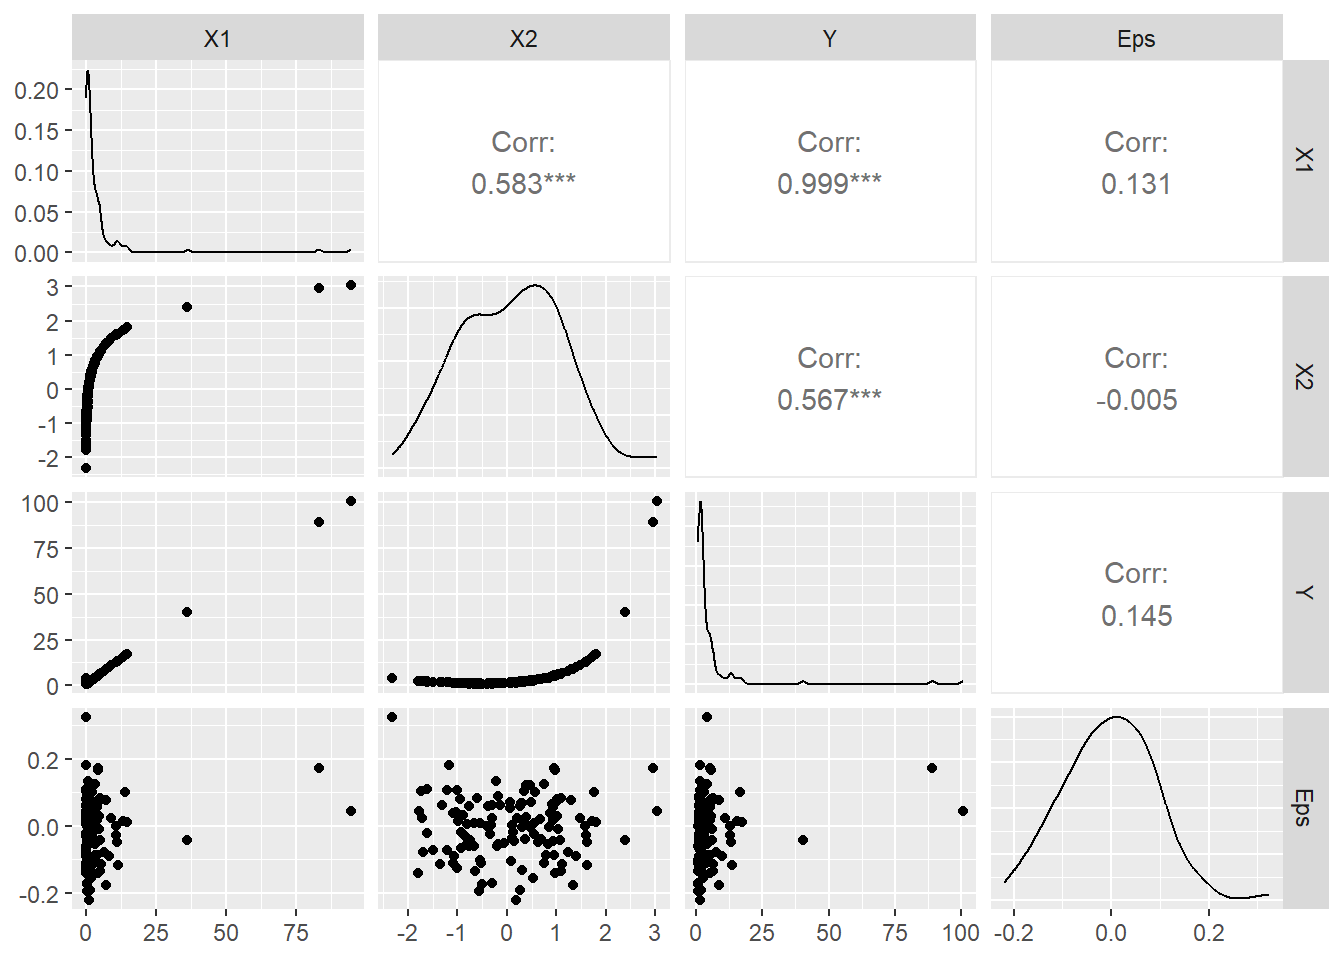 X1 X2 Y Eps
0.20
0.15
0.10
0.05
0.00
Corr:
0.583***
Corr:
0.999***
Corr:
0.131
X1
3
2
1
0
-1
-2
Corr:
0.567***
Corr:
-0.005
X2
100
75
50
25
0
Corr:
0.145
Y
0.2
0.0
-0.2
Eps
0 25 50 75 -2 -1 0 1 2 3 0 25 50 75 100 -0.2 0.0 0.2